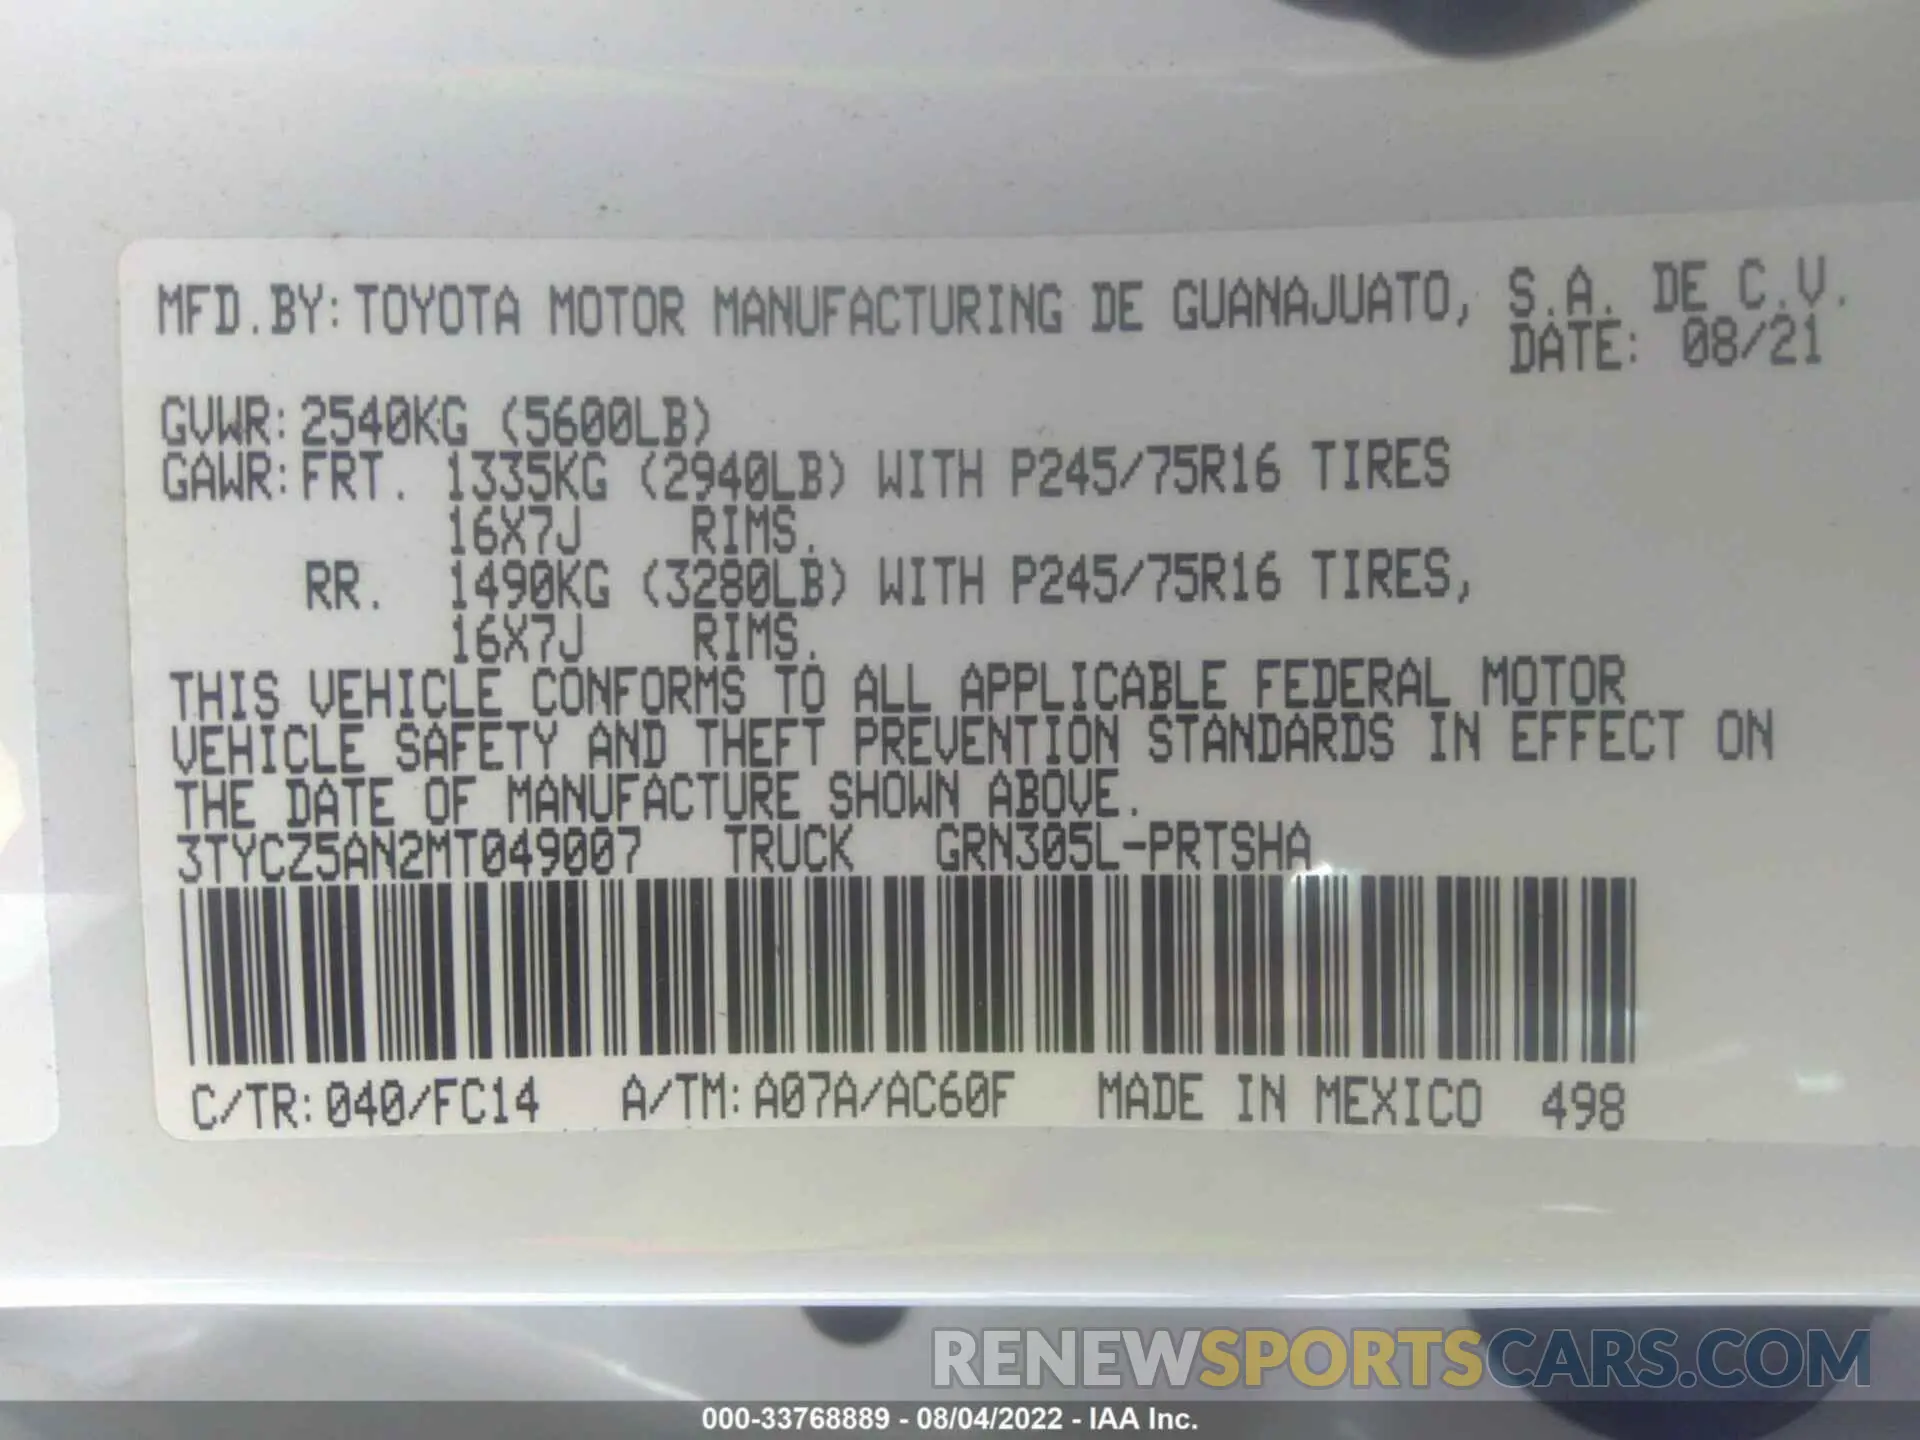 MFD.BY: TOYOTA MOTOR MANUFACTURING DE GUANAJUATO, S.A. DE C.V.
DATE: 08/21
GVWR: 2540KG (5600LB)
GAWR: FRT. 1335KG (2940LB) WITH P245/75R16 TIRES
16X7J RIMS.
RR. 1490KG (3280LB) WITH P245/75R16 TIRES,
16X7J RIMS.
THIS VEHICLE CONFORMS TO ALL APPLICABLE FEDERAL MOTOR
VEHICLE SAFETY AND THEFT PREVENTION STANDARDS IN EFFECT ON
THE DATE OF MANUFACTURE SHOWN ABOVE.
3TYCZ5AN2MT049007 TRUCK GRN305L-PRTSHA
C/TR: 040/FC14 A/TM: A07A/AC60F MADE IN MEXICO 498
RENEWSPORTSCARS.COM
000-33768889 - 08/04/2022 - IAA Inc.